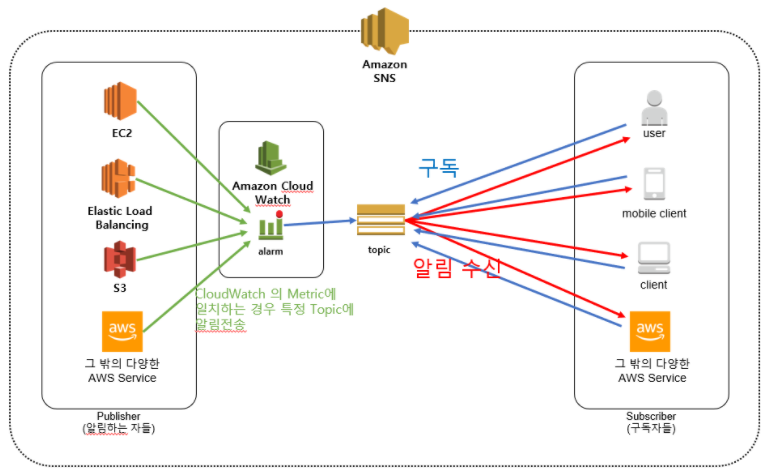 Amazon
SNS
EC2
Elastic Load
Balancing
S3
aws
그 밖의 다양한
AWS Service
Publisher
(알림하는 자들)
Amazon Cloud
Watch
alarm
CloudWatch 의 Metric에
일치하는 경우 특정 Topic에
알림전송
topic
구독
알림 수신
user
mobile client
client
aws
그 밖의 다양한
AWS Service
Subscriber
(구독자들)